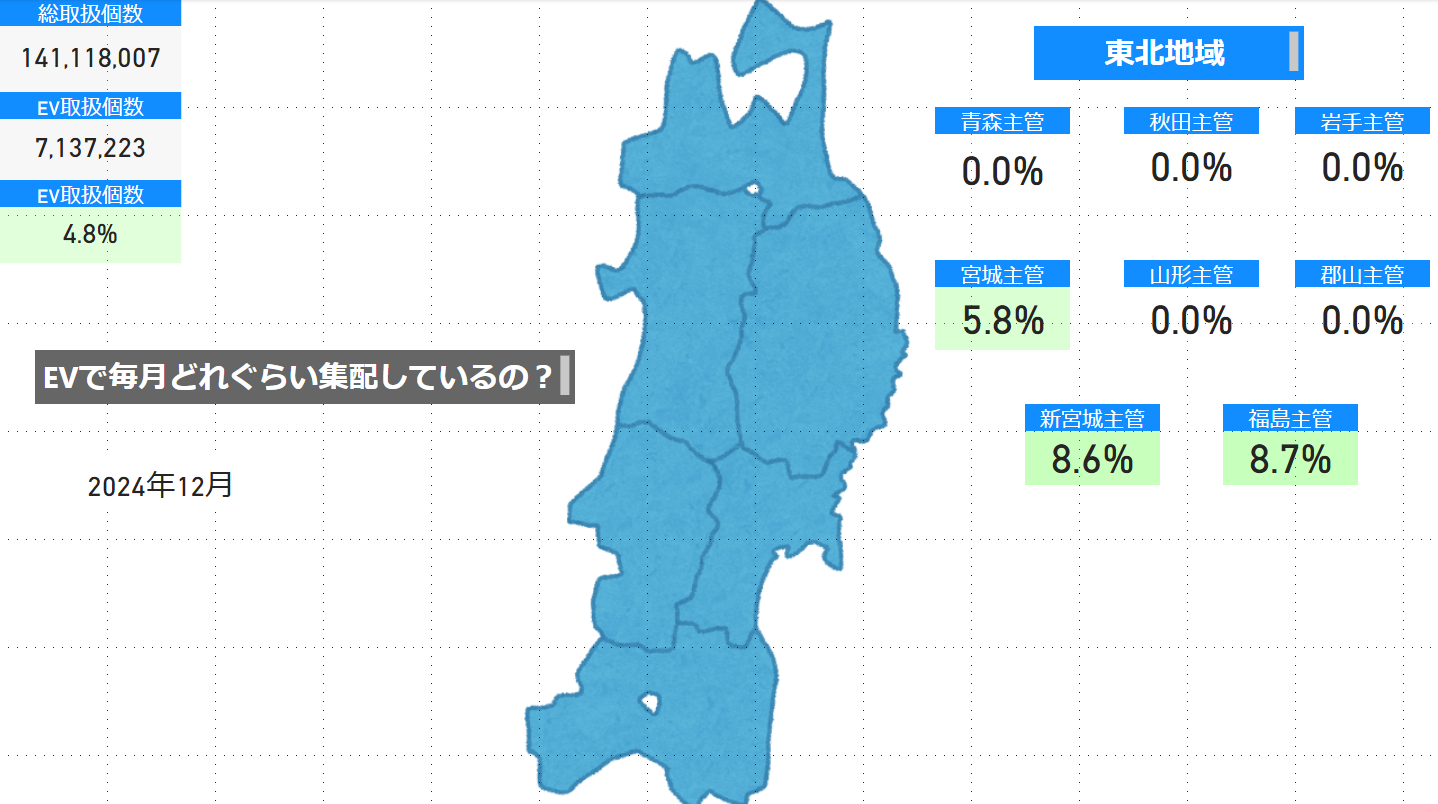 総取扱個数
141,118,007
EV取扱個数
7,137,223
EV取扱個数
4.8%
EVで毎月どれぐらい集配しているの？
2024年12月
東北地域
青森主管
0.0%
秋田主管
0.0%
岩手主管
0.0%
宮城主管
5.8%
山形主管
0.0%
郡山主管
0.0%
新宮城主管
8.6%
福島主管
8.7%